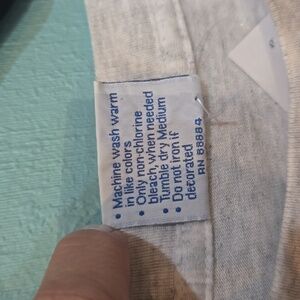 • Machine wash warm
in like colors
• Only non-chlorine
bleach, when needed
• Tumble dry Medium
• Do not iron if
decorated
RN 88884